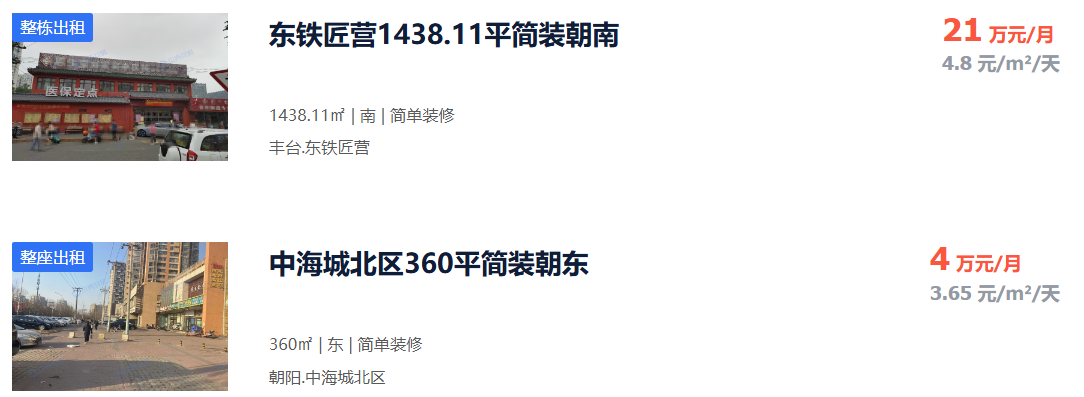 整栋出租
医保定点
东铁匠营1438.11平简装朝南
21 万元/月
4.8 元/m²/天
1438.11㎡ | 南 | 简单装修
丰台.东铁匠营
整座出租
中海城北区360平简装朝东
4 万元/月
3.65 元/m²/天
360㎡ | 东 | 简单装修
朝阳.中海城北区